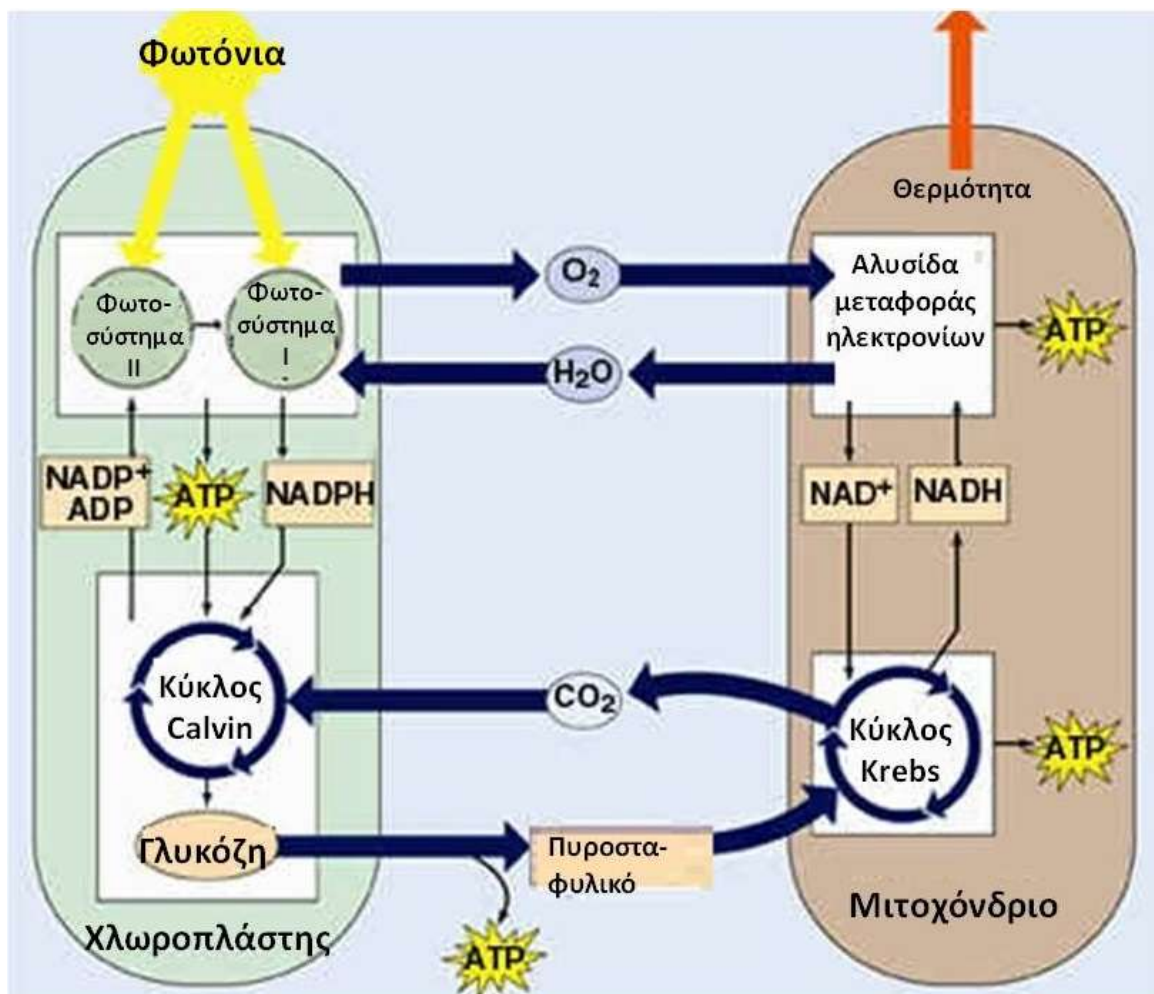 Φωτόνια
Θερμότητα
Φωτο-
σύστημα
II
Φωτο-
σύστημα
I
O₂
H₂O
Αλυσίδα
μεταφοράς
ηλεκτρονίων
ATP
NADP⁺
ADP
ATP
NADPH
NAD⁺
NADH
Κύκλος
Calvin
CO₂
Κύκλος
Krebs
ATP
Γλυκόζη
Πυροστα-
φυλικό
Μιτοχόνδριο
Χλωροπλάστης
ATP